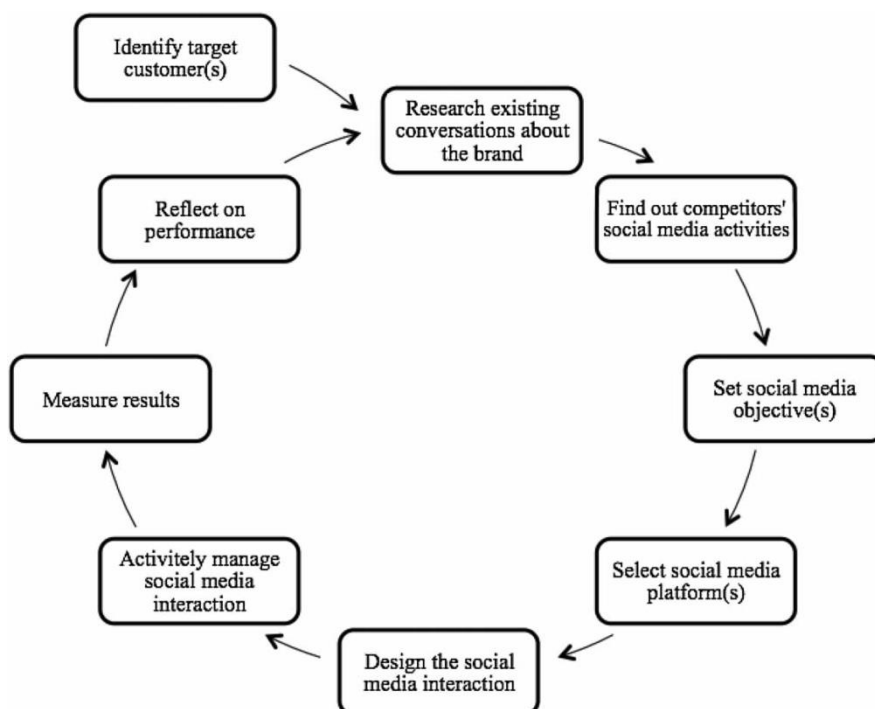 Identify target
customer(s)
Research existing
conversations about
the brand
Find out competitors'
social media activities
Set social media
objective(s)
Select social media
platform(s)
Design the social
media interaction
Activitely manage
social media
interaction
Measure results
Reflect on
performance